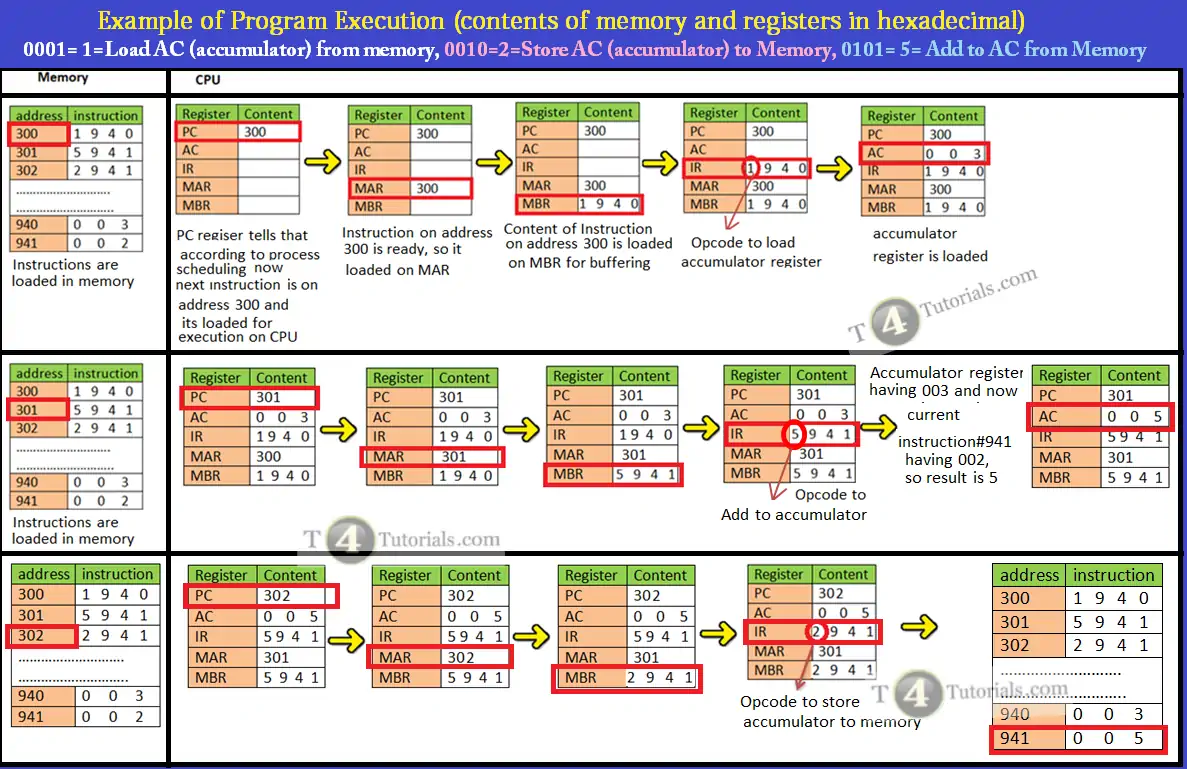 Example of Program Execution (contents of memory and registers in hexadecimal)
0001= 1=Load AC (accumulator) from memory, 0010=2=Store AC (accumulator) to Memory, 0101= 5= Add to AC from Memory
Memory
CPU
address instruction
300 1 9 4 0
301 5 9 4 1
302 2 9 4 1
................................
................................
940 0 0 3
941 0 0 2
Instructions are
loaded in memory
Register Content
PC 300
AC
IR
MAR
MBR
PC regiser tells that
according to process
scheduling now
next instruction is on
address 300 and
its loaded for
execution on CPU
Register Content
PC 300
AC
IR
MAR 300
MBR
Instruction on address
300 is ready, so it
loaded on MAR
Register Content
PC 300
AC
IR
MAR 300
MBR 1 9 4 0
Content of Instruction
on address 300 is loaded
on MBR for buffering
Register Content
PC 300
AC
IR 1 9 4 0
MAR 300
MBR 1 9 4 0
Opcode to load
accumulator register
Register Content
PC 300
AC 0 0 3
IR 1 9 4 0
MAR 300
MBR 1 9 4 0
accumulator
register is loaded
T 4 Tutorials.com
address instruction
300 1 9 4 0
301 5 9 4 1
302 2 9 4 1
................................
................................
940 0 0 3
941 0 0 2
Instructions are
loaded in memory
Register Content
PC 301
AC 0 0 3
IR 1 9 4 0
MAR 300
MBR 1 9 4 0
Register Content
PC 301
AC 0 0 3
IR 1 9 4 0
MAR 301
MBR 1 9 4 0
Register Content
PC 301
AC 0 0 3
IR 1 9 4 0
MAR 301
MBR 5 9 4 1
Register Content
PC 301
AC 0 0 3
IR 5 9 4 1
MAR 301
MBR 5 9 4 1
Opcode to
Add to accumulator
Accumulator register
having 003 and now
current
instruction#941
having 002,
so result is 5
Register Content
PC 301
AC 0 0 5
IR 5 9 4 1
MAR 301
MBR 5 9 4 1
T 4 Tutorials.com
address instruction
300 1 9 4 0
301 5 9 4 1
302 2 9 4 1
................................
................................
940 0 0 3
941 0 0 2
Register Content
PC 302
AC 0 0 5
IR 5 9 4 1
MAR 301
MBR 5 9 4 1
Register Content
PC 302
AC 0 0 5
IR 5 9 4 1
MAR 302
MBR 5 9 4 1
Register Content
PC 302
AC 0 0 5
IR 5 9 4 1
MAR 301
MBR 2 9 4 1
Register Content
PC 302
AC 0 0 5
IR 2 9 4 1
MAR 301
MBR 2 9 4 1
Opcode to store
accumulator to memory
T 4 Tutorials.com
address instruction
300 1 9 4 0
301 5 9 4 1
302 2 9 4 1
................................
................................
940 0 0 3
941 0 0 5